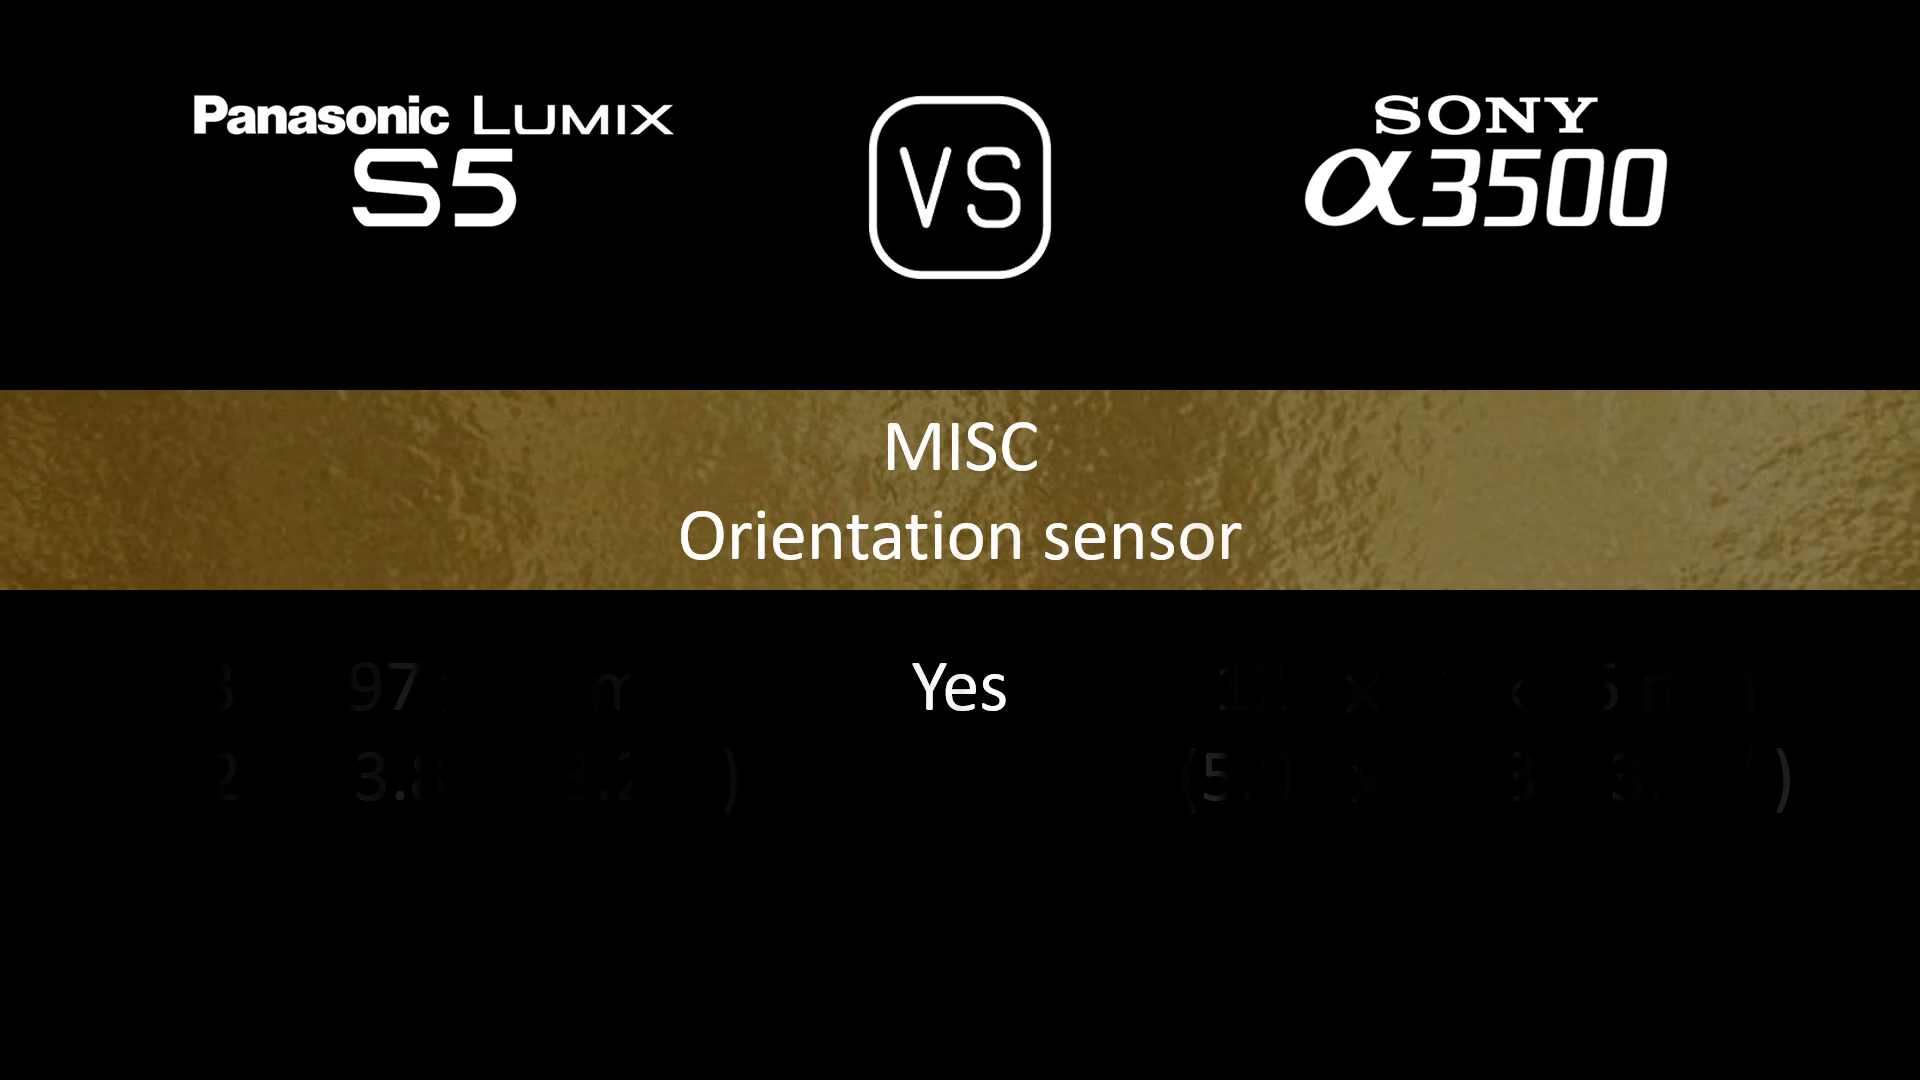 Panasonic LUMIX
S5
VS
SONY
α3500
MISC
Orientation sensor
Yes